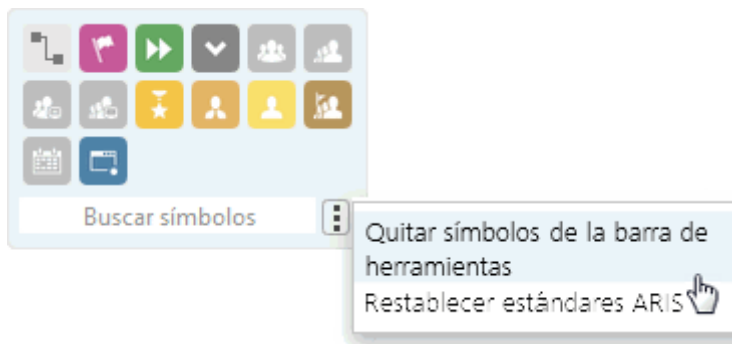 Buscar símbolos
Quitar símbolos de la barra de
herramientas
Restablecer estándares ARIS